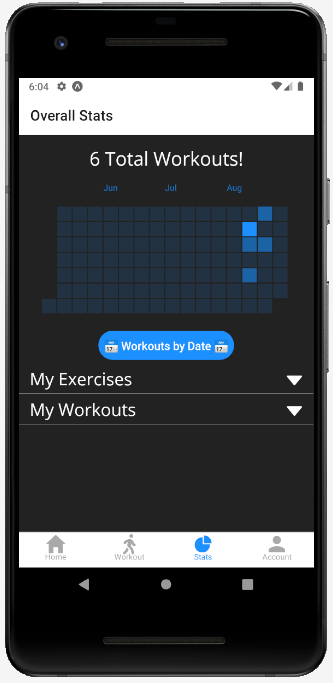 6:04
Overall Stats
6 Total Workouts!
Jun Jul Aug
Workouts by Date
My Exercises
My Workouts
Home Workout Stats Account